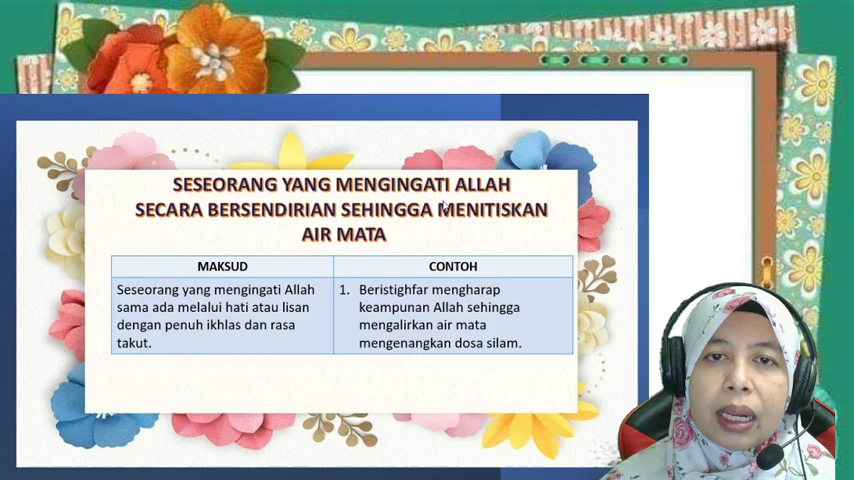 SESEORANG YANG MENGINGATI ALLAH
SECARA BERSENDIRIAN SEHINGGA MENITISKAN
AIR MATA
MAKSUD
CONTOH
Seseorang yang mengingati Allah
sama ada melalui hati atau lisan
dengan penuh ikhlas dan rasa
takut.
1. Beristighfar mengharap
keampunan Allah sehingga
mengalirkan air mata
mengenangkan dosa silam.